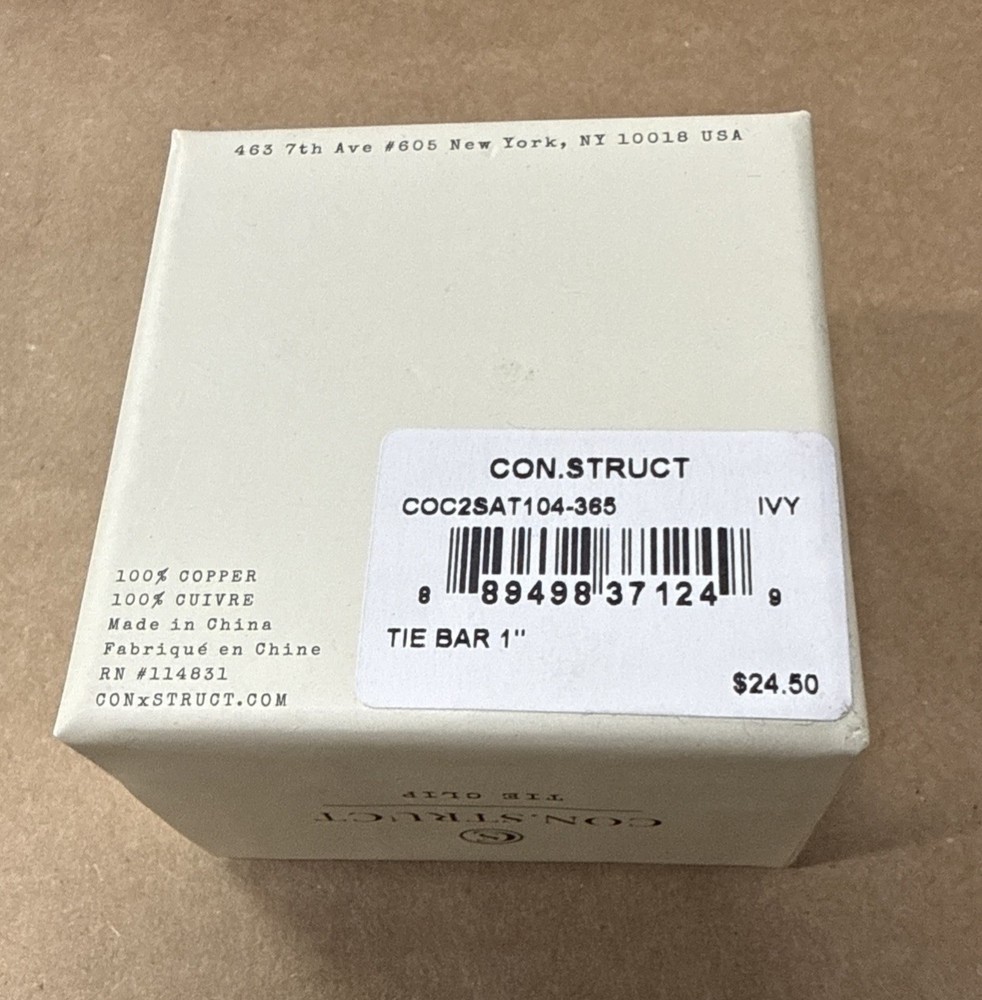 463 7th Ave #605 New York, NY 10018 USA
CON.STRUCT
COC2SAT104-365 IVY
8 89498 37124 9
TIE BAR 1"
$24.50
100% COPPER
100% CUIVRE
Made in China
Fabriqué en Chine
RN #114831
CONxSTRUCT.COM
CS
CON.STRUCT
TIE CLIP